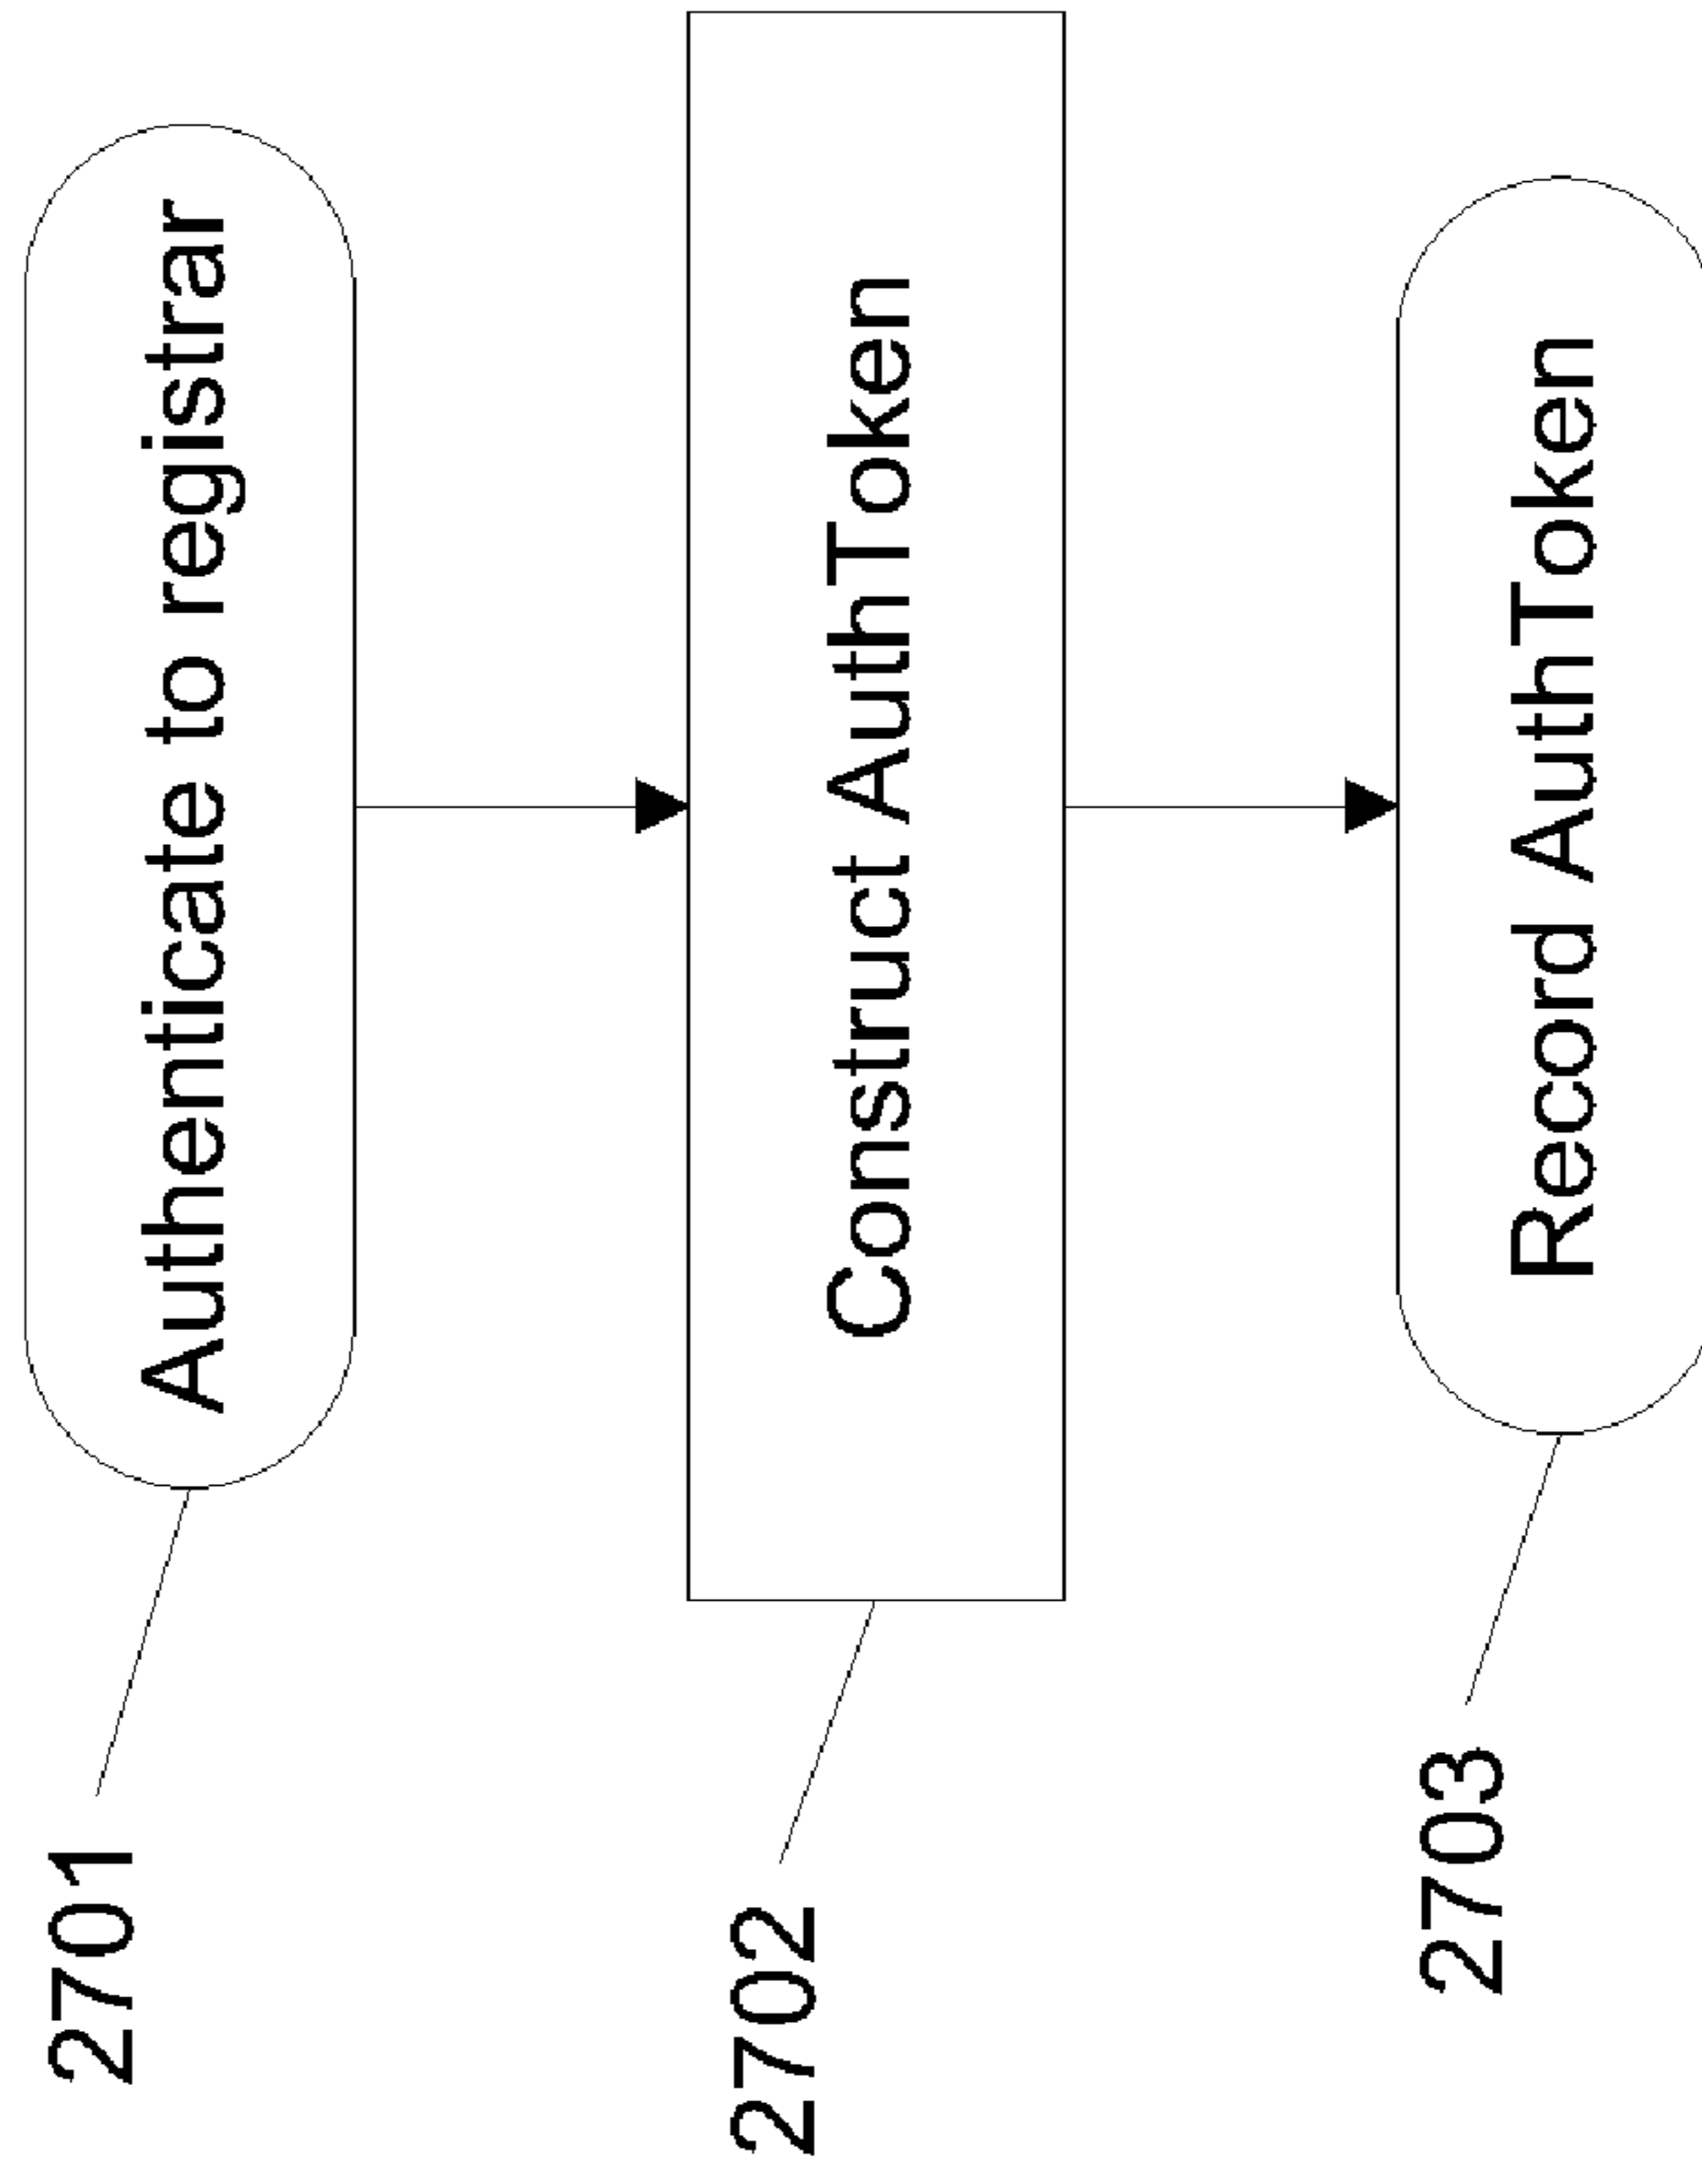 2701
Authenticate to registrar
2702
Construct AuthToken
2703
Record AuthToken